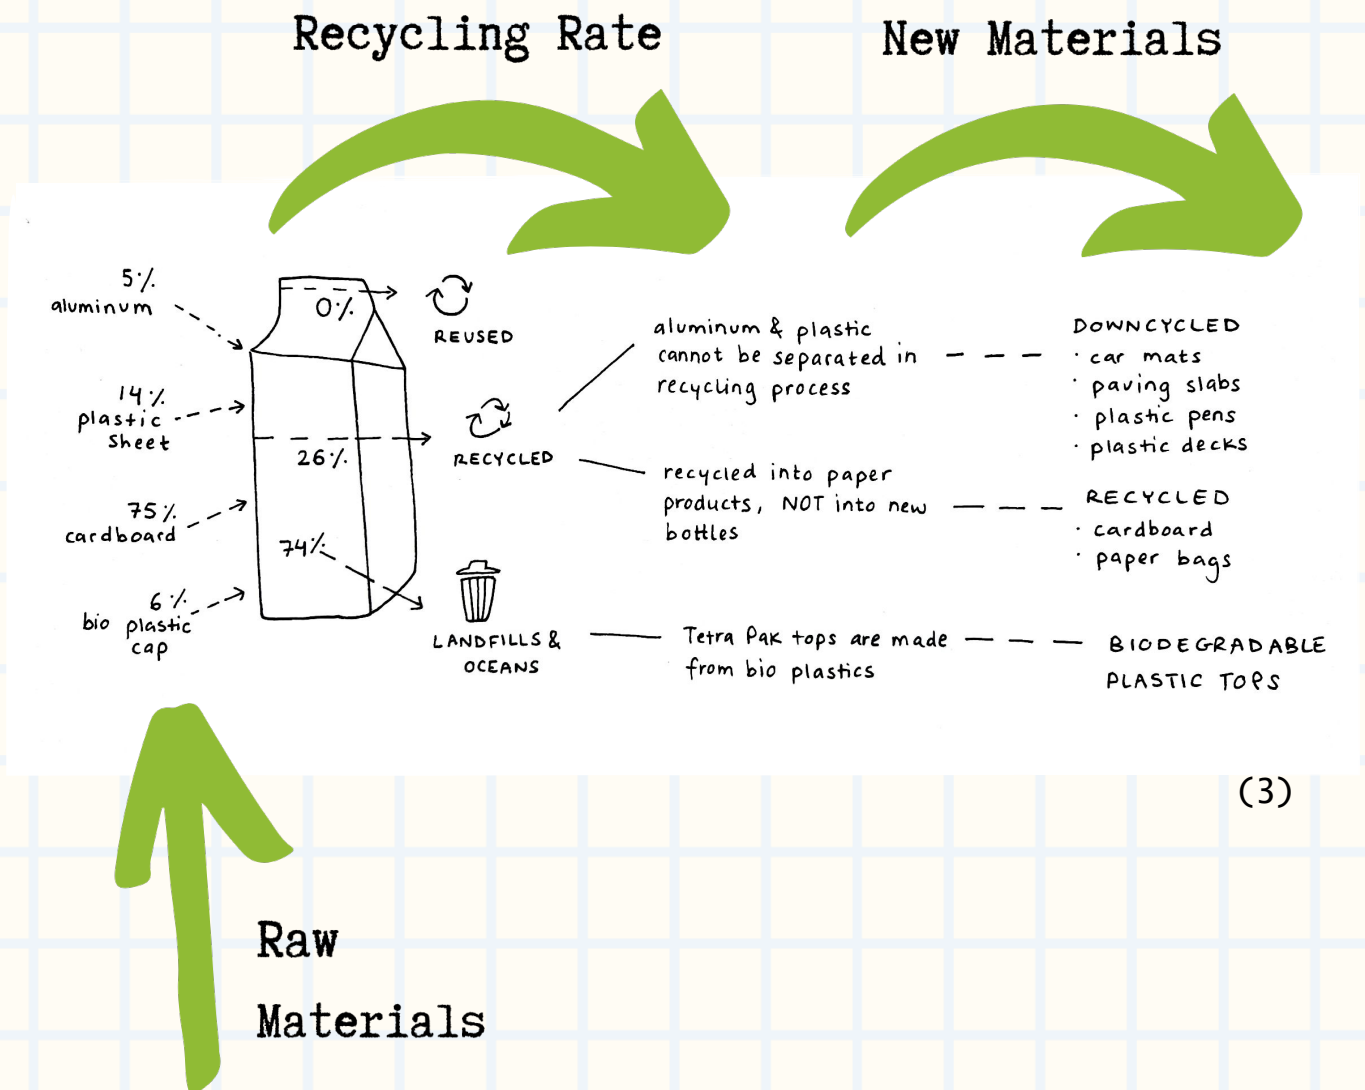 Recycling Rate
New Materials
5%
aluminum
14%
plastic
sheet
75%
cardboard
6%
bio plastic
cap
0%
26%
74%
REUSED
RECYCLED
LANDFILLS &
OCEANS
aluminum & plastic
cannot be separated in
recycling process
recycled into paper
products, NOT into new
bottles
Tetra Pak tops are made
from bio plastics
DOWNCYCLED
· car mats
· paving slabs
· plastic pens
· plastic decks
RECYCLED
· cardboard
· paper bags
BIODEGRADABLE
PLASTIC TOPS
(3)
Raw
Materials